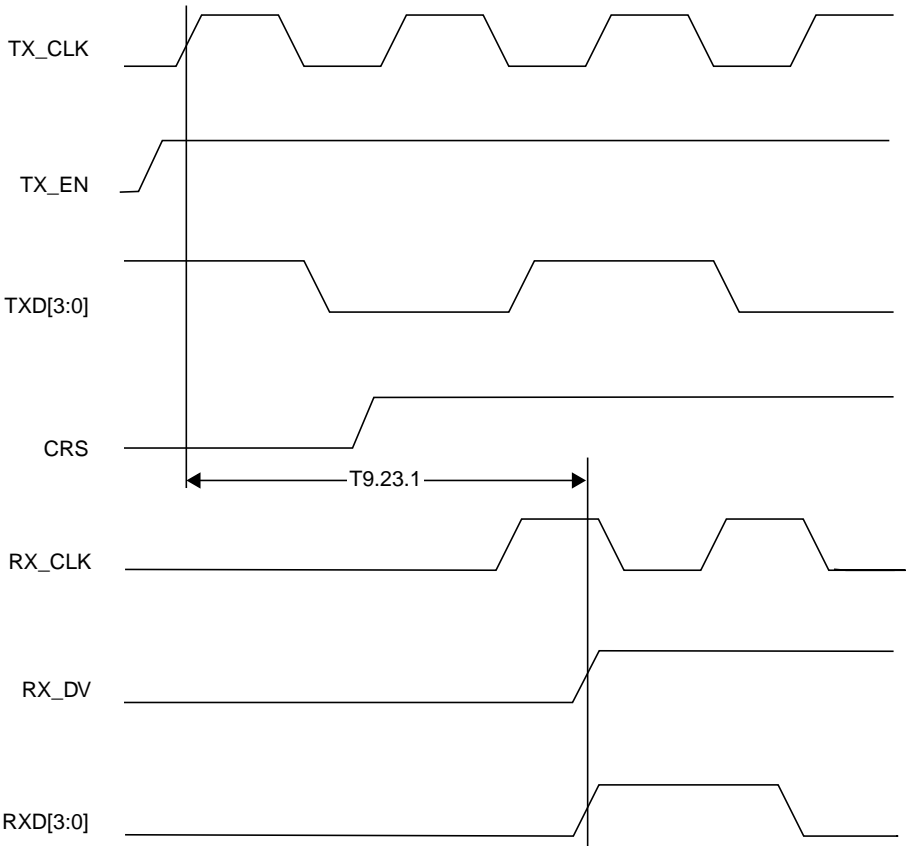 TX_CLK
TX_EN
TXD[3:0]
CRS
T9.23.1
RX_CLK
RX_DV
RXD[3:0]